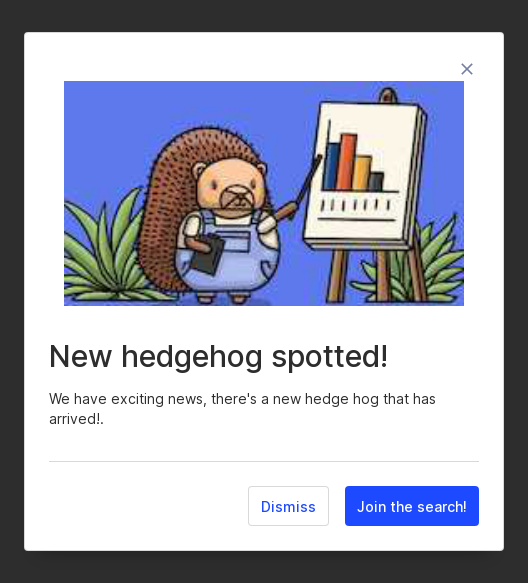 New hedgehog spotted!
We have exciting news, there's a new hedge hog that has
arrived!.
Dismiss
Join the search!